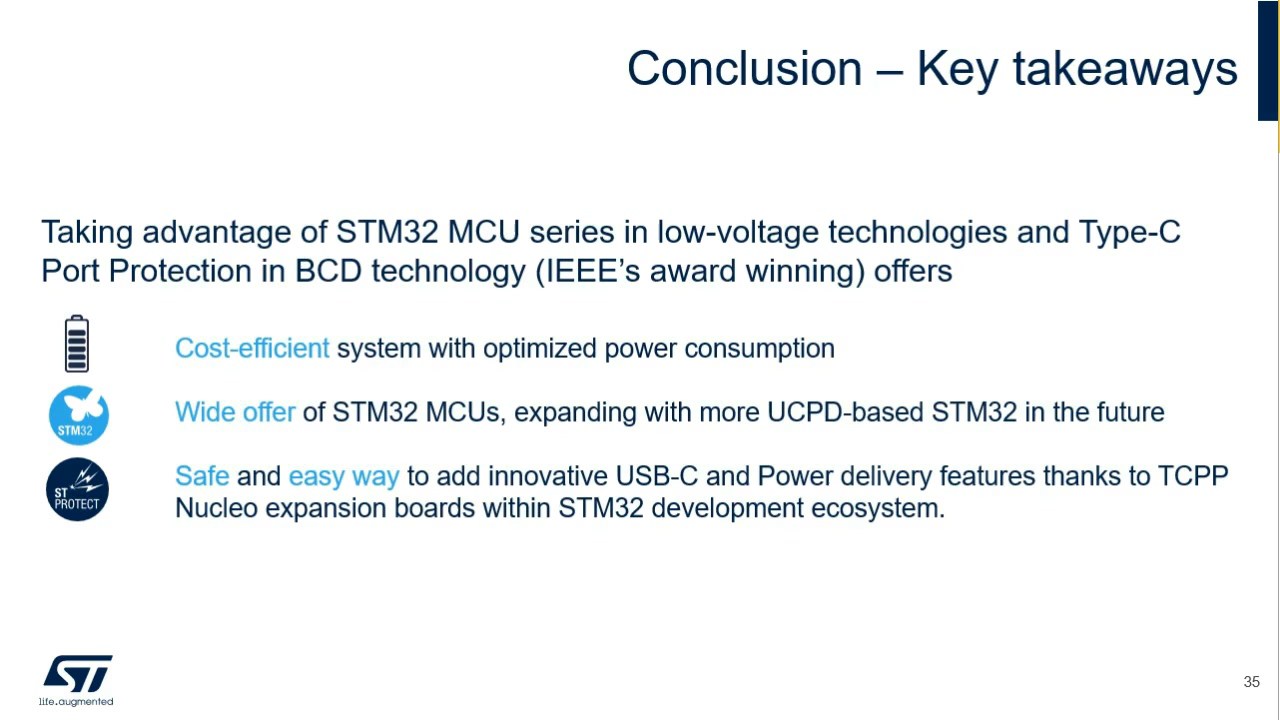 Conclusion – Key takeaways
Taking advantage of STM32 MCU series in low-voltage technologies and Type-C
Port Protection in BCD technology (IEEE's award winning) offers
Cost-efficient system with optimized power consumption
STM32
Wide offer of STM32 MCUs, expanding with more UCPD-based STM32 in the future
ST
PROTECT
Safe and easy way to add innovative USB-C and Power delivery features thanks to TCPP
Nucleo expansion boards within STM32 development ecosystem.
ST
life.augmented
35